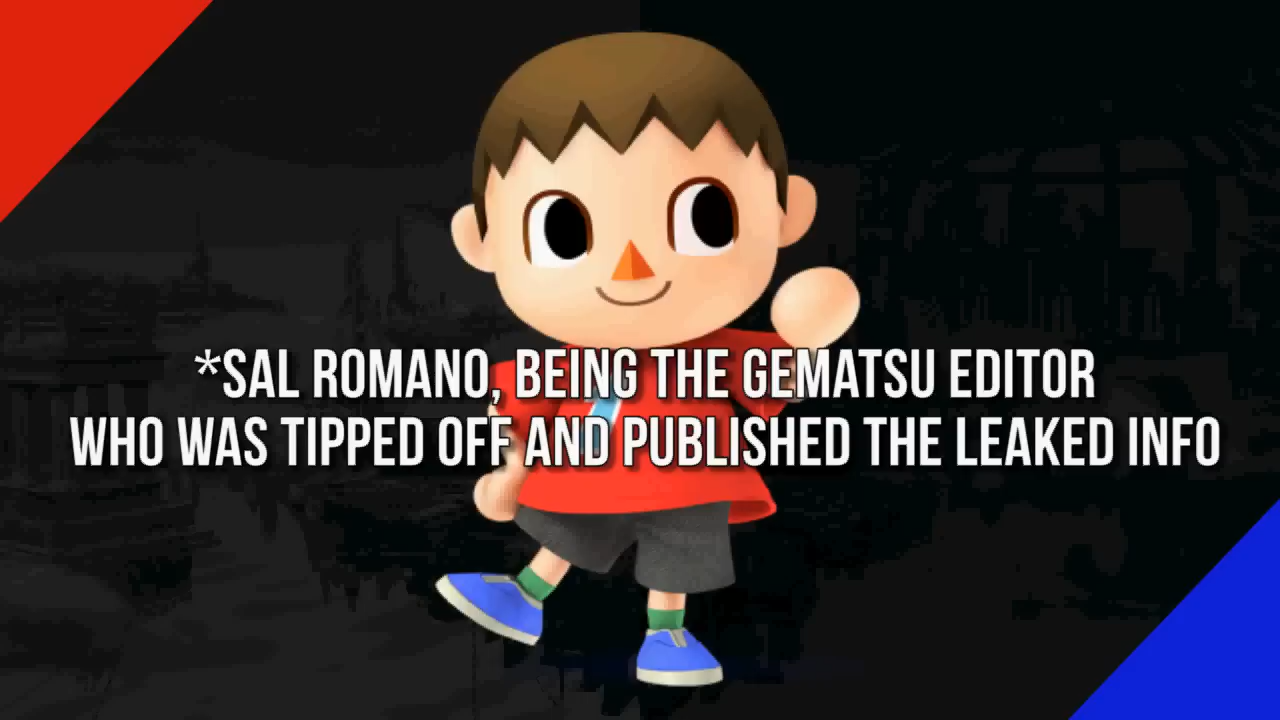 *SAL ROMANO, BEING THE GEMATSU EDITOR
WHO WAS TIPPED OFF AND PUBLISHED THE LEAKED INFO